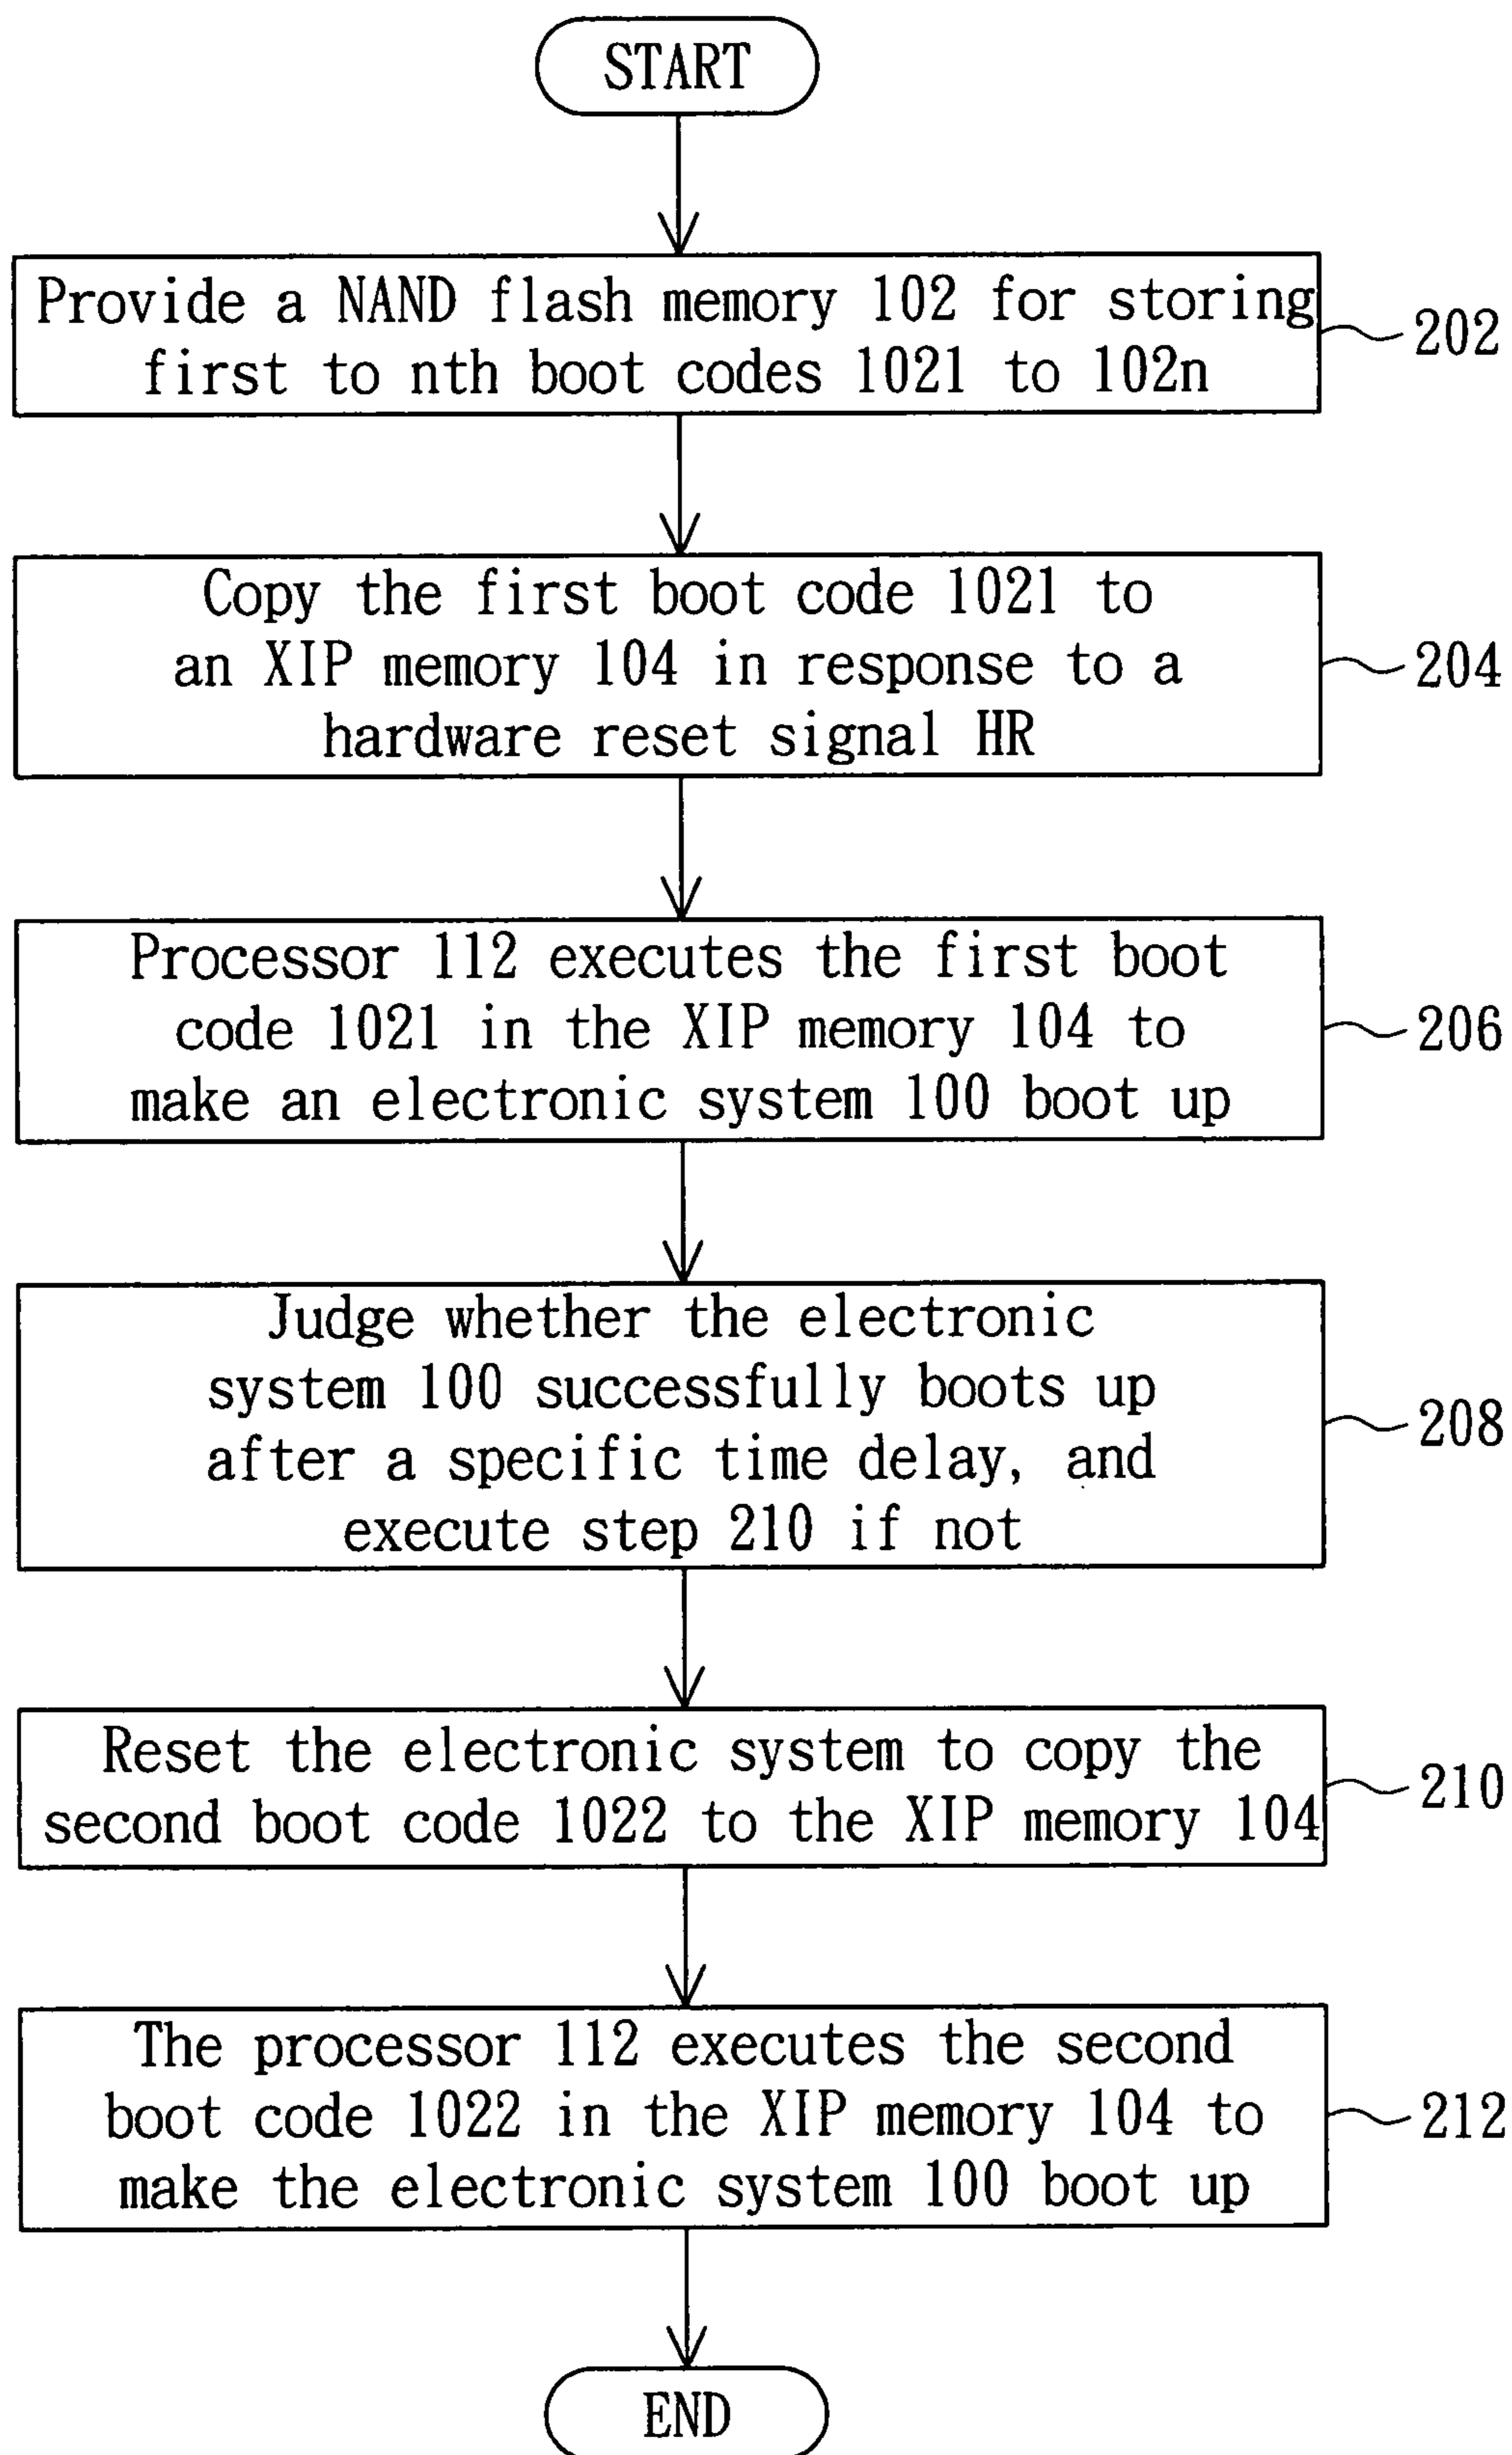 START
Provide a NAND flash memory 102 for storing
first to nth boot codes 1021 to 102n
202
Copy the first boot code 1021 to
an XIP memory 104 in response to a
hardware reset signal HR
204
Processor 112 executes the first boot
code 1021 in the XIP memory 104 to
make an electronic system 100 boot up
206
Judge whether the electronic
system 100 successfully boots up
after a specific time delay, and
execute step 210 if not
208
Reset the electronic system to copy the
second boot code 1022 to the XIP memory 104
210
The processor 112 executes the second
boot code 1022 in the XIP memory 104 to
make the electronic system 100 boot up
212
END